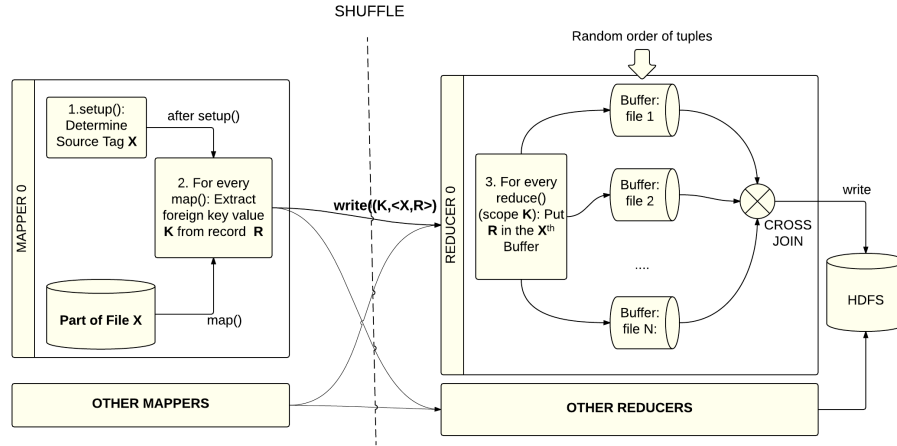 SHUFFLE
Random order of tuples
MAPPER 0
1.setup():
Determine
Source Tag X
after setup()
2. For every
map(): Extract
foreign key value
K from record R
Part of File X
map()
write((K,<X,R>)
REDUCER 0
3. For every
reduce()
(scope K): Put
R in the Xth
Buffer
Buffer:
file 1
Buffer:
file 2
....
Buffer:
file N:
CROSS
JOIN
write
HDFS
OTHER MAPPERS
OTHER REDUCERS